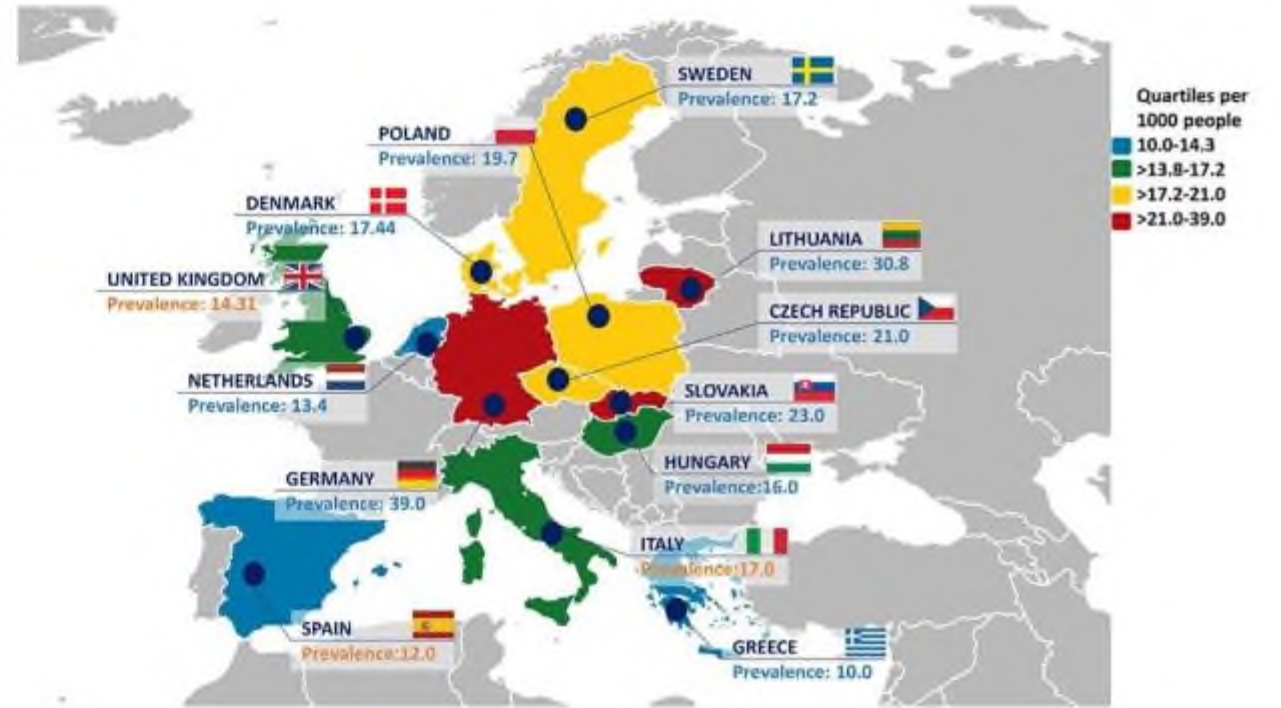 SWEDEN
Prevalence: 17.2
POLAND
Prevalence: 19.7
DENMARK
Prevalence: 17.44
UNITED KINGDOM
Prevalence: 14.31
LITHUANIA
Prevalence: 30.8
CZECH REPUBLIC
Prevalence: 21.0
NETHERLANDS
Prevalence: 13.4
SLOVAKIA
Prevalence: 23.0
HUNGARY
Prevalence:16.0
GERMANY
Prevalence: 39.0
ITALY
Prevalence:17.0
SPAIN
Prevalence:12.0
GREECE
Prevalence: 10.0
Quartiles per
1000 people
10.0-14.3
>13.8-17.2
>17.2-21.0
>21.0-39.0